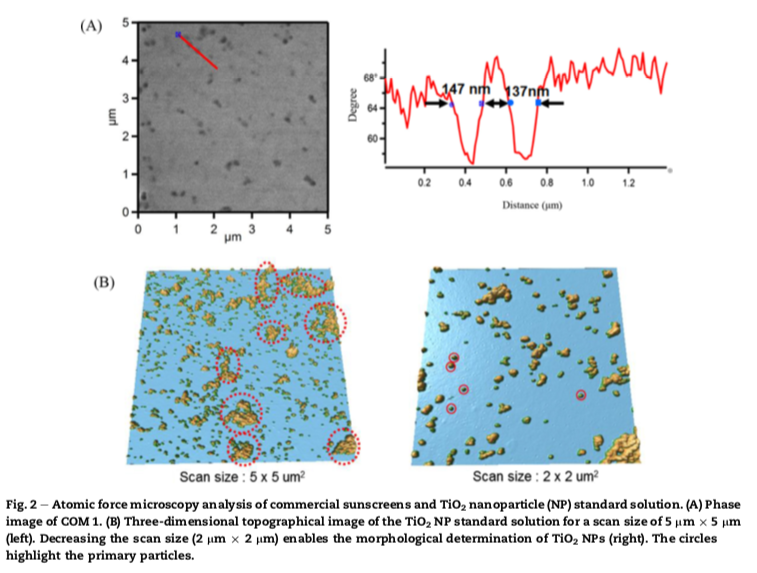 (A)
5
4
3
2
1
0
µm
0 1 2 3 4 5
µm
Degree
68°
64
60
147 nm 137nm
0.2 0.4 0.6 0.8 1.0 1.2
Distance (µm)
(B)
Scan size : 5 x 5 um²
Scan size : 2 x 2 um²
Fig. 2 — Atomic force microscopy analysis of commercial sunscreens and TiO₂ nanoparticle (NP) standard solution. (A) Phase
image of COM 1. (B) Three-dimensional topographical image of the TiO₂ NP standard solution for a scan size of 5 µm × 5 µm
(left). Decreasing the scan size (2 µm × 2 µm) enables the morphological determination of TiO₂ NPs (right). The circles
highlight the primary particles.